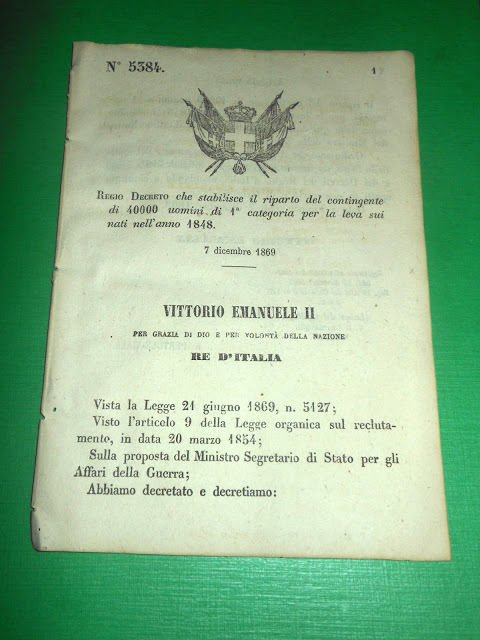 N° 5384.
1
REGIO DECRETO che stabilisce il riparto del contingente
di 40000 uomini di 1ª categoria per la leva sui
nati nell'anno 1848.
7 dicembre 1869
VITTORIO EMANUELE II
PER GRAZIA DI DIO E PER VOLONTÀ DELLA NAZIONE
RE D'ITALIA
Vista la Legge 21 giugno 1869, n. 5127;
Visto l'articolo 9 della Legge organica sul recluta-
mento, in data 20 marzo 1854;
Sulla proposta del Ministro Segretario di Stato per gli
Affari della Guerra;
Abbiamo decretato e decretiamo: